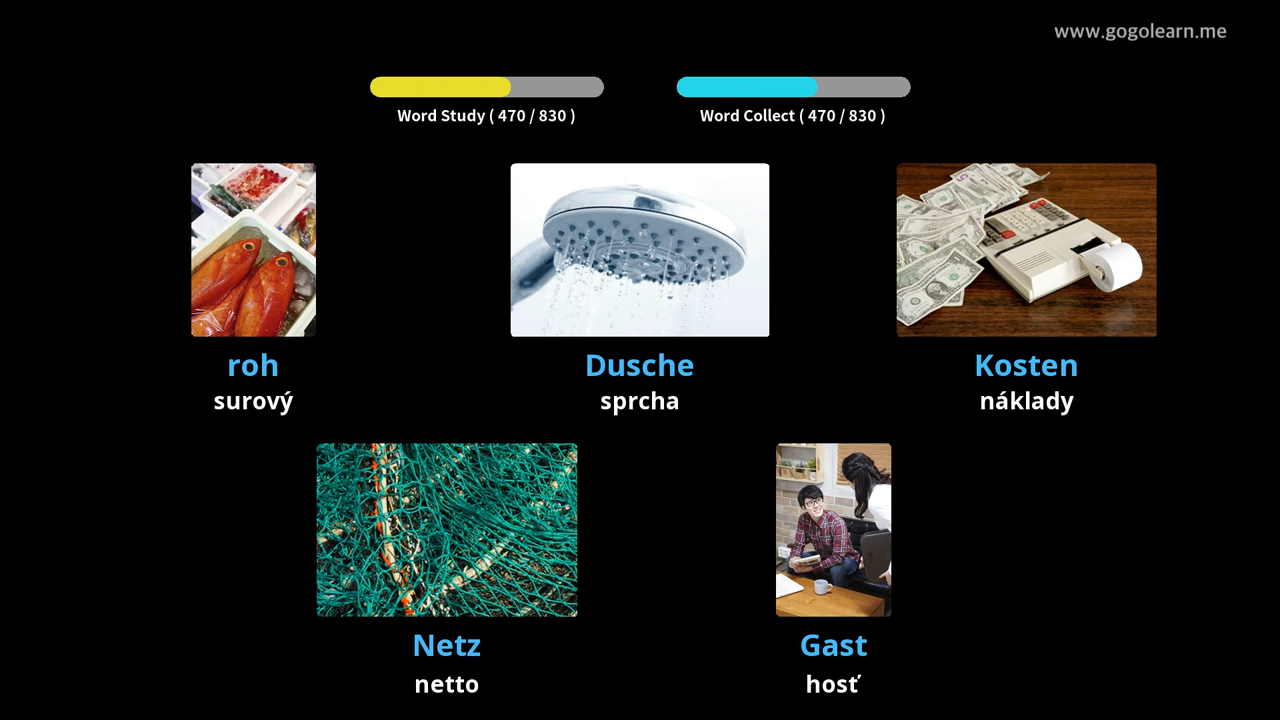 www.gogolearn.me
Word Study ( 470 / 830 )
Word Collect ( 470 / 830 )
roh
surový
Dusche
sprcha
Kosten
náklady
Netz
netto
Gast
hosť